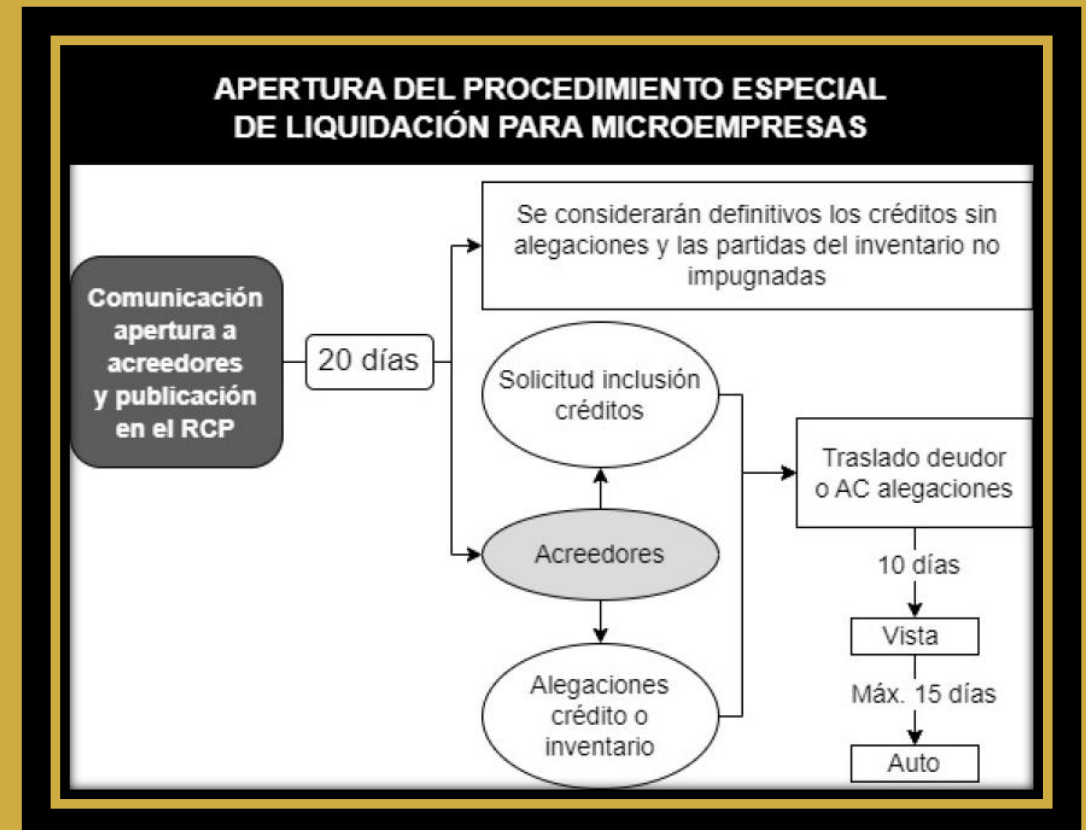 APERTURA DEL PROCEDIMIENTO ESPECIAL
DE LIQUIDACIÓN PARA MICROEMPRESAS
Comunicación
apertura a
acreedores
y publicación
en el RCP
20 días
Se considerarán definitivos los créditos sin
alegaciones y las partidas del inventario no
impugnadas
Solicitud inclusión
créditos
Acreedores
Alegaciones
crédito o
inventario
Traslado deudor
o AC alegaciones
10 días
Vista
Máx. 15 días
Auto